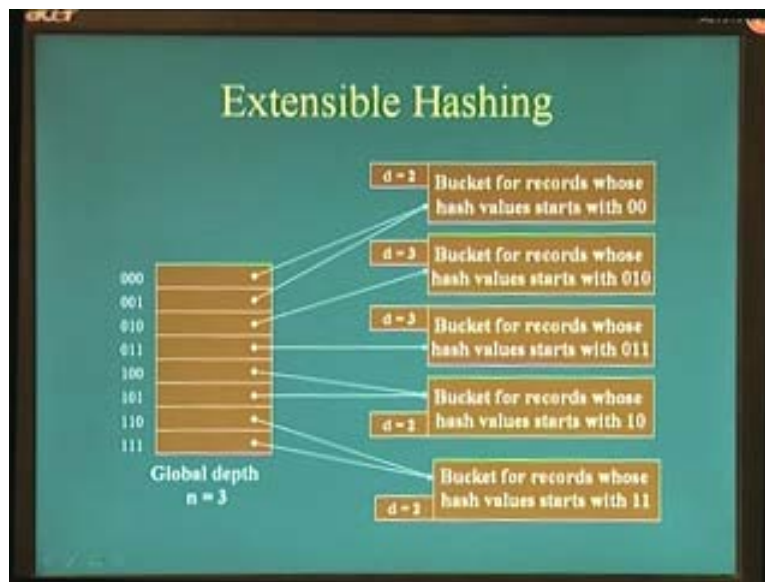 acer
Extensible Hashing
d = 2
Bucket for records whose
hash values starts with 00
d = 3
Bucket for records whose
hash values starts with 010
d = 3
Bucket for records whose
hash values starts with 011
Bucket for records whose
hash values starts with 10
d = 2
Bucket for records whose
hash values starts with 11
d = 2
000
001
010
011
100
101
110
111
Global depth
n = 3